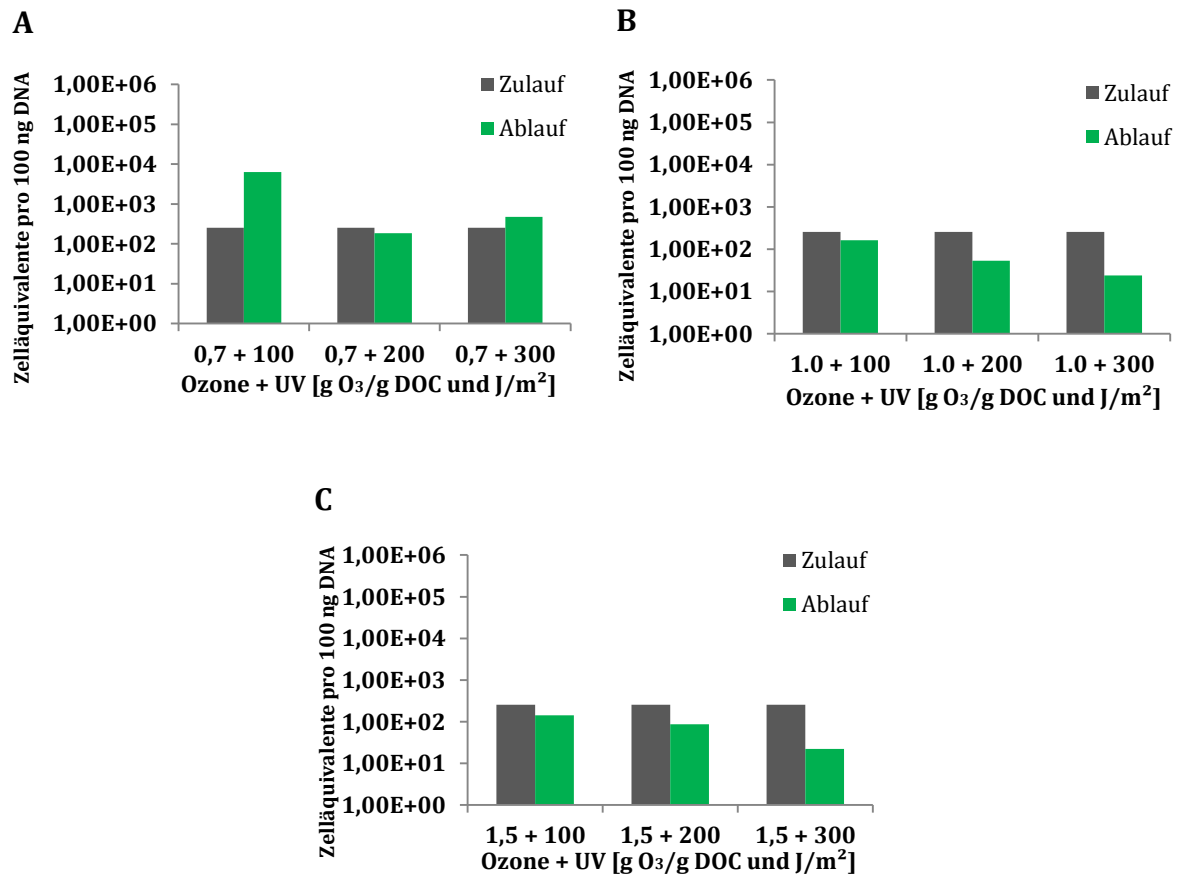 A
Zelläquivalente pro 100 ng DNA
1,00E+06
1,00E+05
1,00E+04
1,00E+03
1,00E+02
1,00E+01
1,00E+00
Zulauf
Ablauf
0,7 + 100 0,7 + 200 0,7 + 300
Ozone + UV [g O₃/g DOC und J/m²]
B
Zelläquivalente pro 100 ng DNA
1,00E+06
1,00E+05
1,00E+04
1,00E+03
1,00E+02
1,00E+01
1,00E+00
Zulauf
Ablauf
1.0 + 100 1.0 + 200 1.0 + 300
Ozone + UV [g O₃/g DOC und J/m²]
C
Zelläquivalente pro 100 ng DNA
1,00E+06
1,00E+05
1,00E+04
1,00E+03
1,00E+02
1,00E+01
1,00E+00
Zulauf
Ablauf
1,5 + 100 1,5 + 200 1,5 + 300
Ozone + UV [g O₃/g DOC und J/m²]